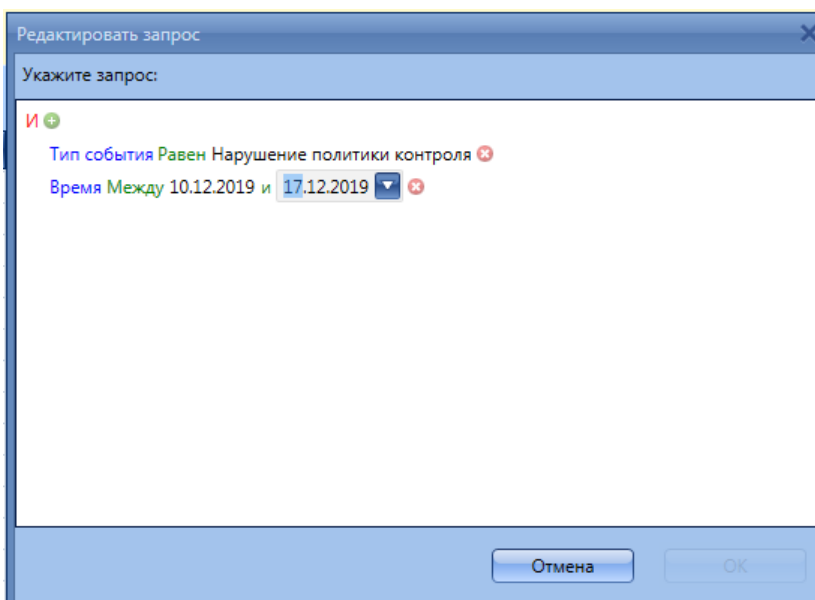 Редактировать запрос
Укажите запрос:
И
Тип события Равен Нарушение политики контроля
Время Между 10.12.2019 и 17.12.2019
Отмена OK